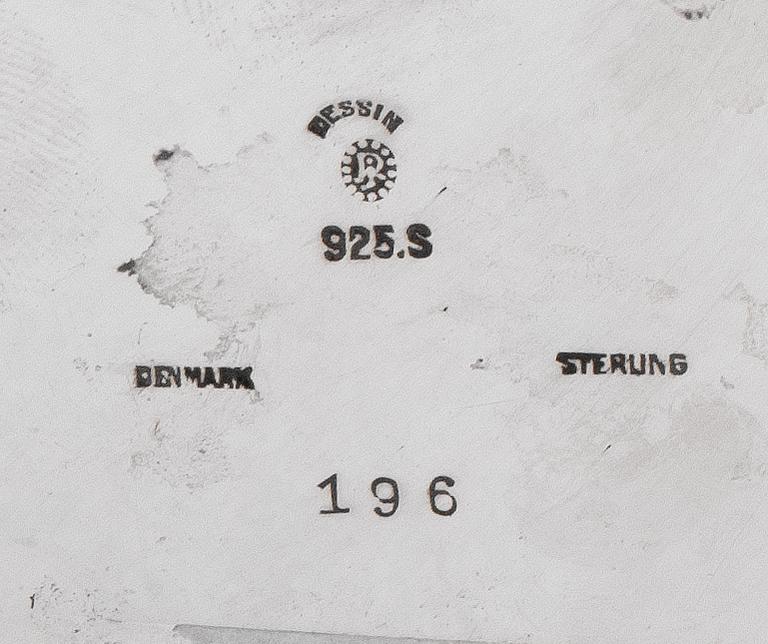 DESSIN
R
925.S
DENMARK
STERLING
196